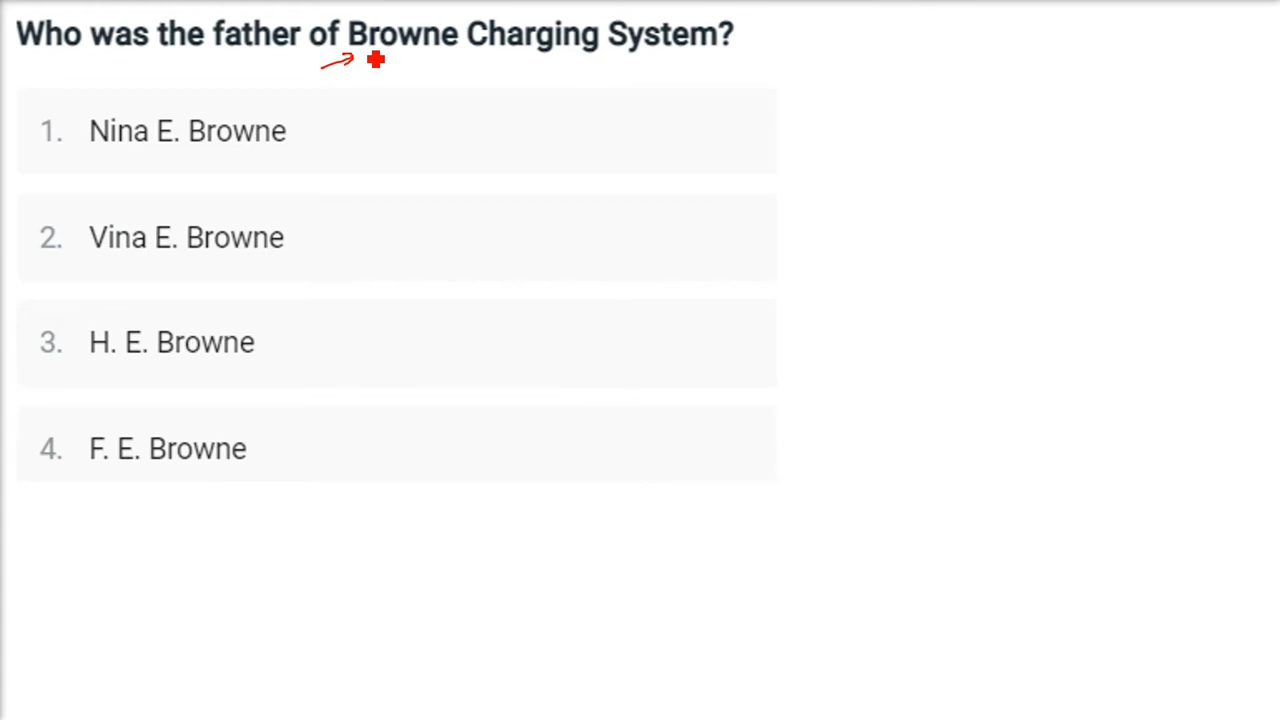 Who was the father of Browne Charging System?
1. Nina E. Browne
2. Vina E. Browne
3. H. E. Browne
4. F. E. Browne